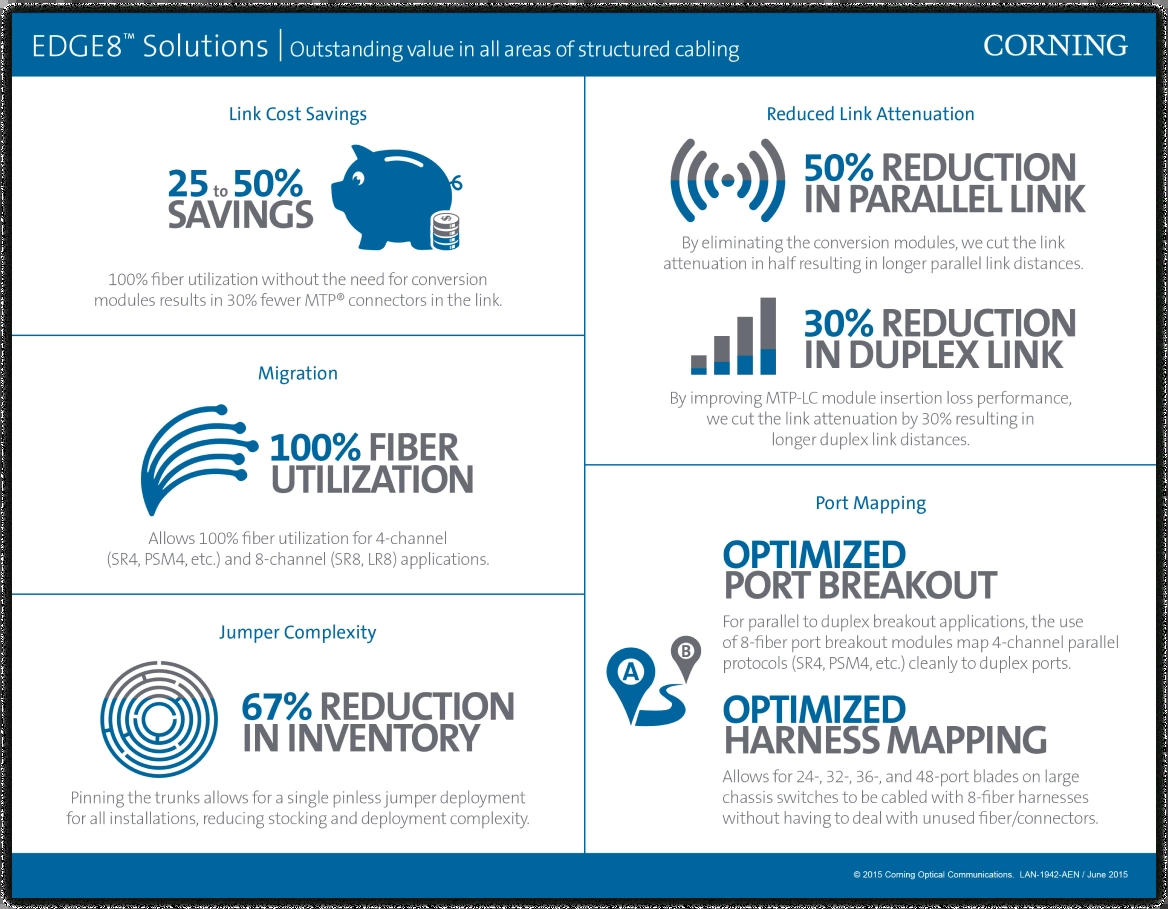 EDGE8™ Solutions | Outstanding value in all areas of structured cabling
CORNING
Link Cost Savings
25 to 50%
SAVINGS
$
100% fiber utilization without the need for conversion
modules results in 30% fewer MTP® connectors in the link.
Migration
100% FIBER
UTILIZATION
Allows 100% fiber utilization for 4-channel
(SR4, PSM4, etc.) and 8-channel (SR8, LR8) applications.
Jumper Complexity
67% REDUCTION
IN INVENTORY
Pinning the trunks allows for a single pinless jumper deployment
for all installations, reducing stocking and deployment complexity.
Reduced Link Attenuation
50% REDUCTION
IN PARALLEL LINK
By eliminating the conversion modules, we cut the link
attenuation in half resulting in longer parallel link distances.
30% REDUCTION
IN DUPLEX LINK
By improving MTP-LC module insertion loss performance,
we cut the link attenuation by 30% resulting in
longer duplex link distances.
Port Mapping
A
B
OPTIMIZED
PORT BREAKOUT
For parallel to duplex breakout applications, the use
of 8-fiber port breakout modules map 4-channel parallel
protocols (SR4, PSM4, etc.) cleanly to duplex ports.
OPTIMIZED
HARNESS MAPPING
Allows for 24-, 32-, 36-, and 48-port blades on large
chassis switches to be cabled with 8-fiber harnesses
without having to deal with unused fiber/connectors.
© 2015 Corning Optical Communications. LAN-1942-AEN / June 2015